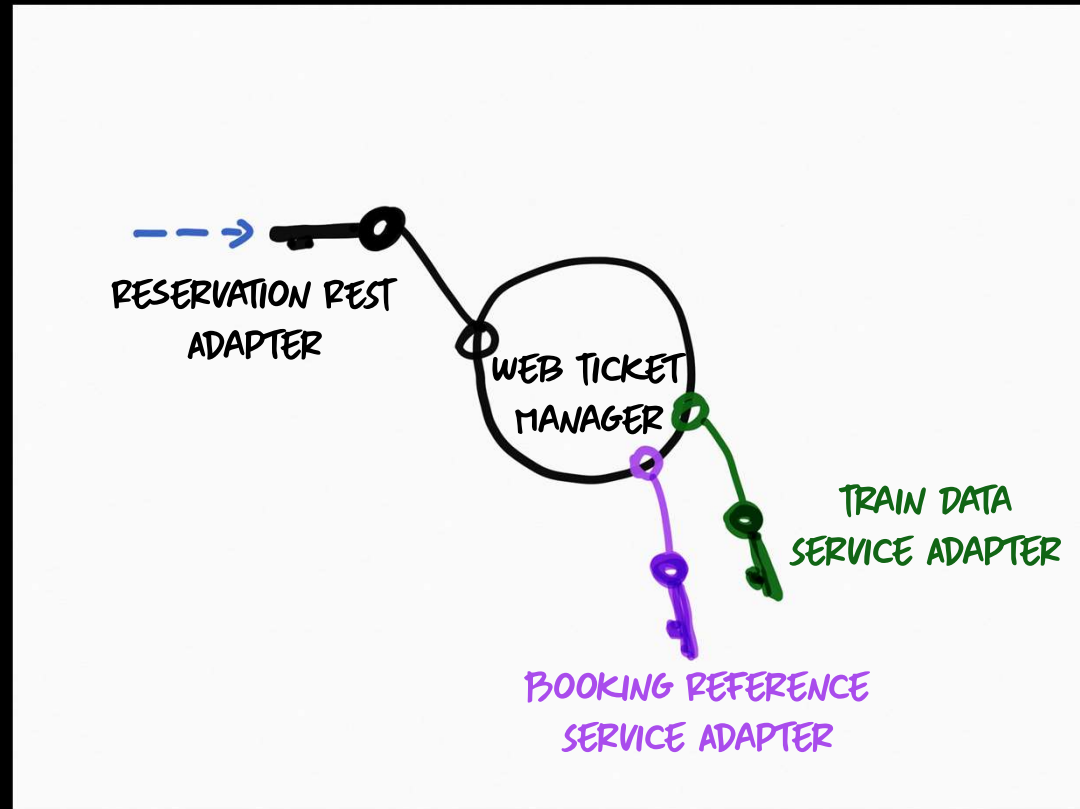 RESERVATION REST
ADAPTER
WEB TICKET
MANAGER
TRAIN DATA
SERVICE ADAPTER
BOOKING REFERENCE
SERVICE ADAPTER